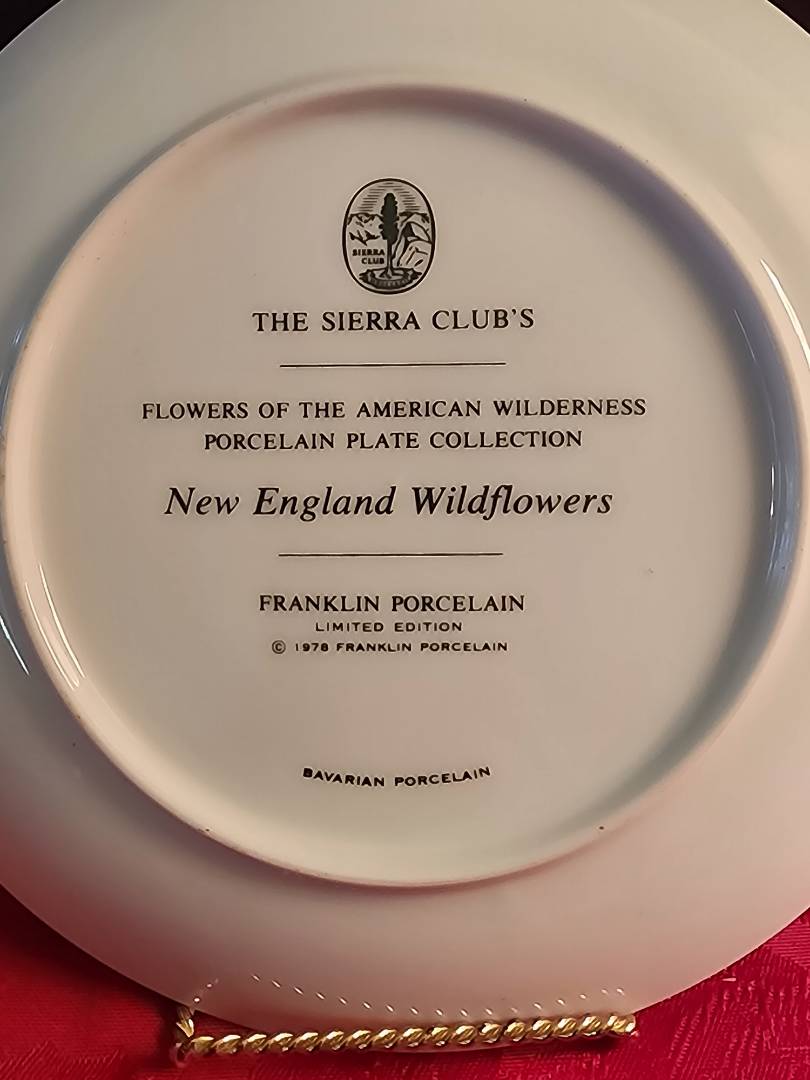 SIERRA
CLUB
THE SIERRA CLUB'S
FLOWERS OF THE AMERICAN WILDERNESS
PORCELAIN PLATE COLLECTION
New England Wildflowers
FRANKLIN PORCELAIN
LIMITED EDITION
© 1978 FRANKLIN PORCELAIN
BAVARIAN PORCELAIN